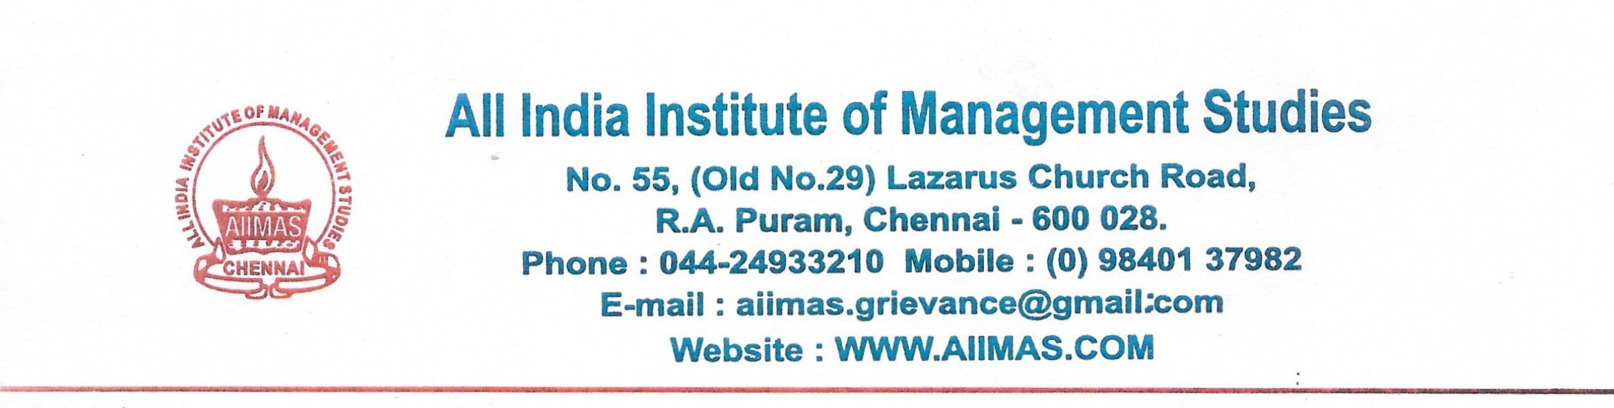 ALL INDIA INSTITUTE OF MANAGEMENT STUDIES
AIIMAS
CHENNAI
All India Institute of Management Studies
No. 55, (Old No.29) Lazarus Church Road,
R.A. Puram, Chennai - 600 028.
Phone : 044-24933210 Mobile : (0) 98401 37982
E-mail : aiimas.grievance@gmail.com
Website : WWW.AIIMAS.COM